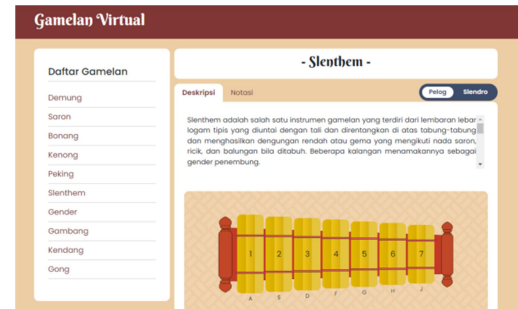 Gamelan Virtual
Daftar Gamelan
Demung
Saron
Bonang
Kenong
Peking
Slenthem
Gender
Gambang
Kendang
Gong
- Slenthem -
Deskripsi Notasi
Pelog Slendro
Slenthem adalah salah satu instrumen gamelan yang terdiri dari lembaran lebar
logam tipis yang diuntai dengan tali dan direntangkan di atas tabung-tabung
dan menghasilkan dengungan rendah atau gema yang mengikuti nada saron,
ricik, dan balungan bila ditabuh. Beberapa kalangan menamakannya sebagai
gender penembung.
1 2 3 4 5 6 7
A S D F G H J